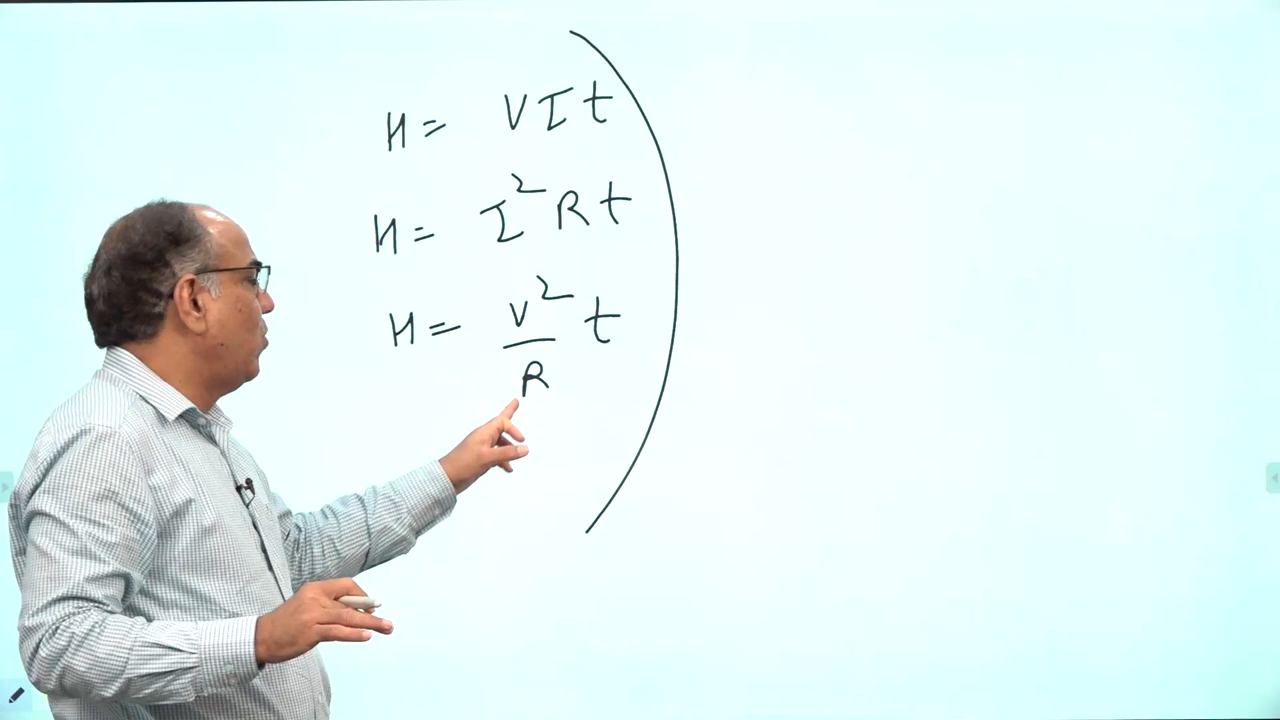 H = VIt
H = I²Rt
H = V²/R t